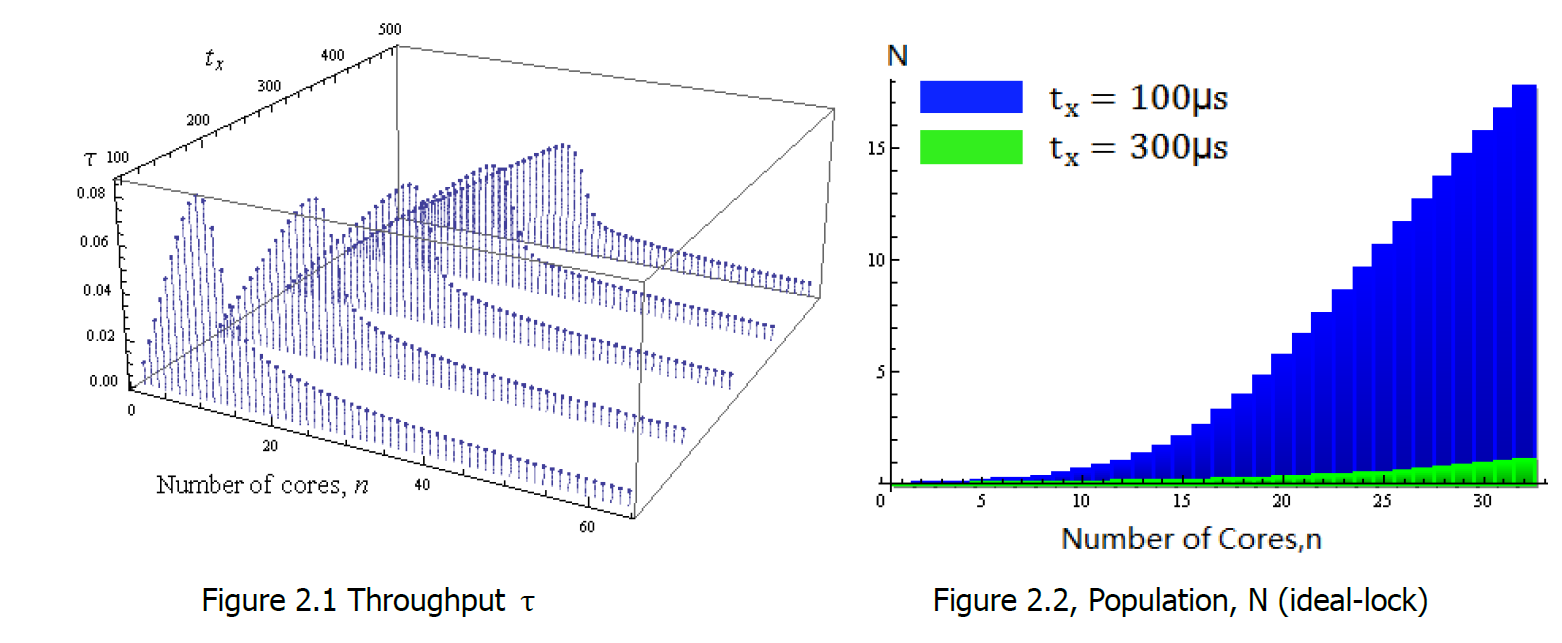 500
400
t_x
300
200
τ 100
0.08
0.06
0.04
0.02
0.00
0
20
40
60
Number of cores, n
Figure 2.1 Throughput τ
N
t_x = 100μs
t_x = 300μs
15
10
5
0 5 10 15 20 25 30
Number of Cores,n
Figure 2.2, Population, N (ideal-lock)